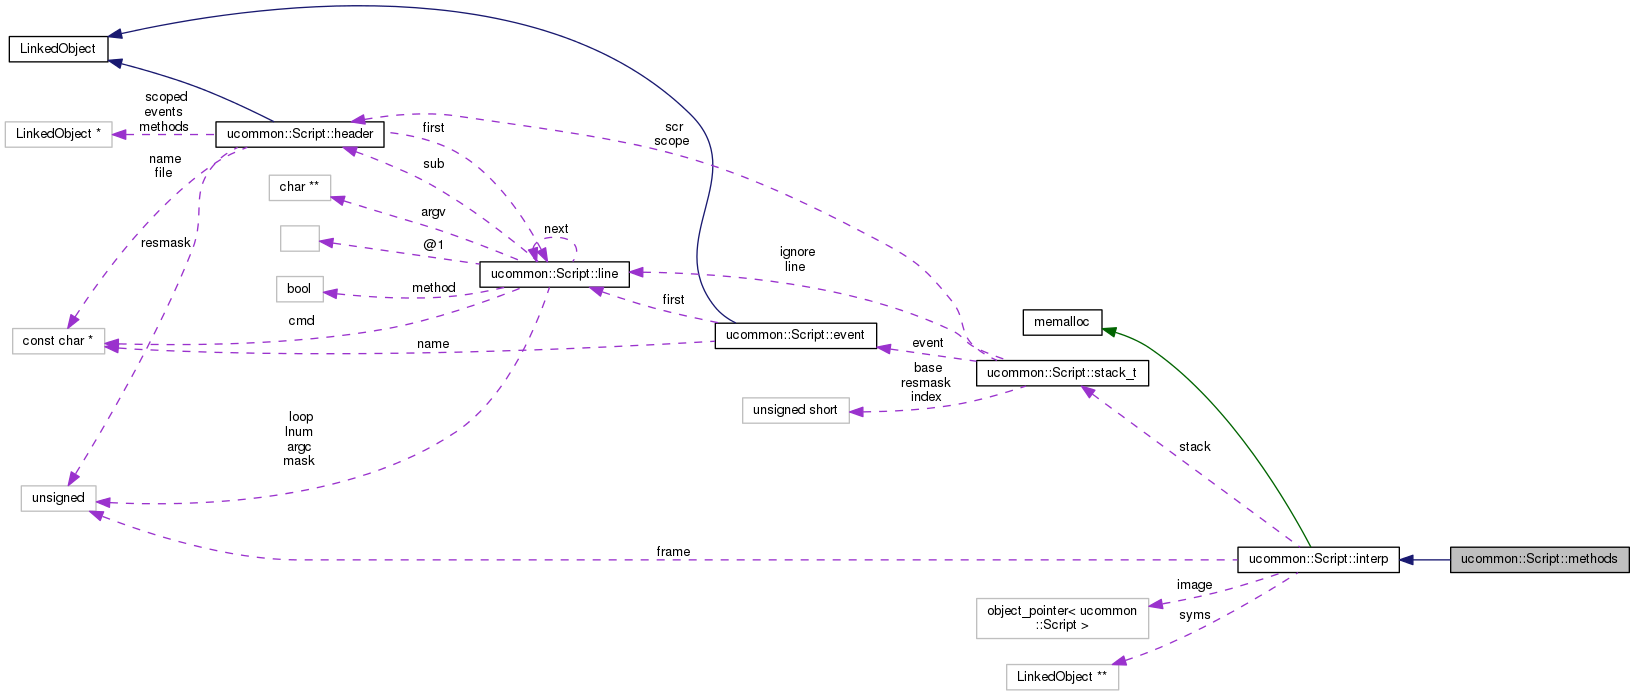 LinkedObject
scoped
events
methods
LinkedObject *
ucommon::Script::header
first
scr
scope
name
file
sub
char **
argv
resmask
@1
next
ucommon::Script::line
ignore
line
bool
method
first
cmd
memalloc
const char *
name
ucommon::Script::event
event
ucommon::Script::stack_t
base
resmask
index
unsigned short
loop
lnum
argc
mask
stack
unsigned
frame
ucommon::Script::interp
ucommon::Script::methods
image
object_pointer< ucommon
::Script >
syms
LinkedObject **